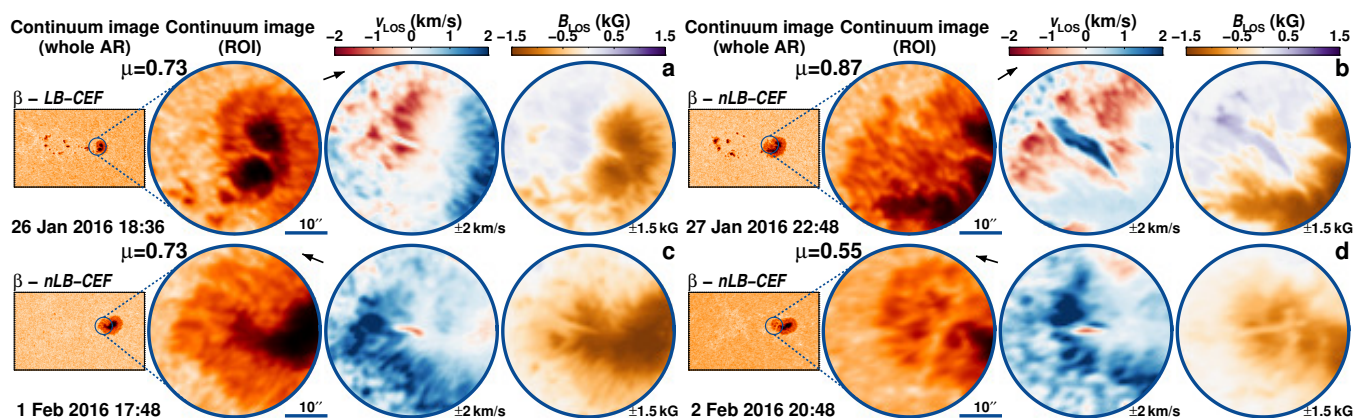 Continuum image Continuum image vLOS (km/s) BLOS (kG)
(whole AR) (ROI) −2 −1 0 1 2 −1.5 −0.5 0.5 1.5
μ=0.73 a
β − LB−CEF
26 Jan 2016 18:36 10″ ±2 km/s ±1.5 kG
Continuum image Continuum image vLOS (km/s) BLOS (kG)
(whole AR) (ROI) −2 −1 0 1 2 −1.5 −0.5 0.5 1.5
μ=0.87 b
β − nLB−CEF
27 Jan 2016 22:48 10″ ±2 km/s ±1.5 kG
μ=0.73 c
β − nLB−CEF
1 Feb 2016 17:48 10″ ±2 km/s ±1.5 kG
μ=0.55 d
β − nLB−CEF
2 Feb 2016 20:48 10″ ±2 km/s ±1.5 kG